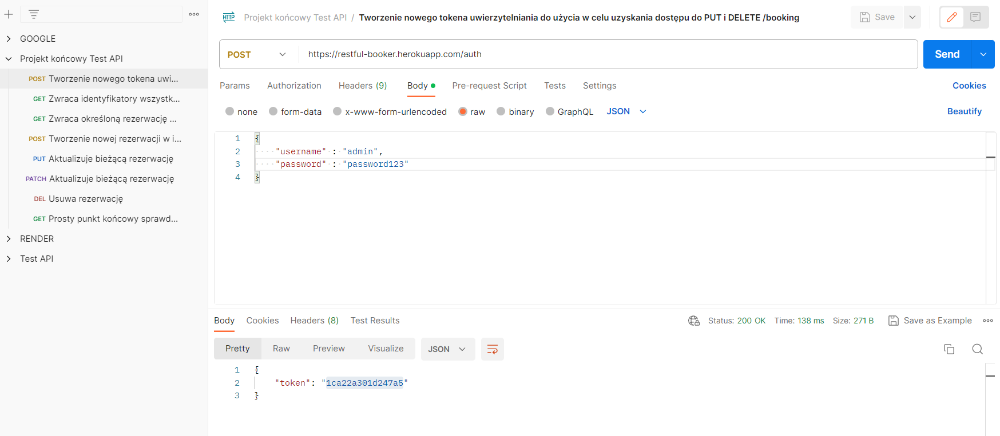 GOOGLE
Projekt końcowy Test API
POST Tworzenie nowego tokena uwi...
GET Zwraca identyfikatory wszystk...
GET Zwraca określoną rezerwację ...
POST Tworzenie nowej rezerwacji w i...
PUT Aktualizuje bieżącą rezerwację
PATCH Aktualizuje bieżącą rezerwację
DEL Usuwa rezerwację
GET Prosty punkt końcowy sprawd...
RENDER
Test API
HTTP Projekt końcowy Test API / Tworzenie nowego tokena uwierzytelniania do użycia w celu uzyskania dostępu do PUT i DELETE /booking Save
POST https://restful-booker.herokuapp.com/auth Send
Params Authorization Headers (9) Body Pre-request Script Tests Settings Cookies
none form-data x-www-form-urlencoded raw binary GraphQL JSON Beautify
1 {
2 "username" : "admin",
3 "password" : "password123"
4 }
Body Cookies Headers (8) Test Results Status: 200 OK Time: 138 ms Size: 271 B Save as Example
Pretty Raw Preview Visualize JSON
1 {
2 "token": "1ca22a301d247a5"
3 }